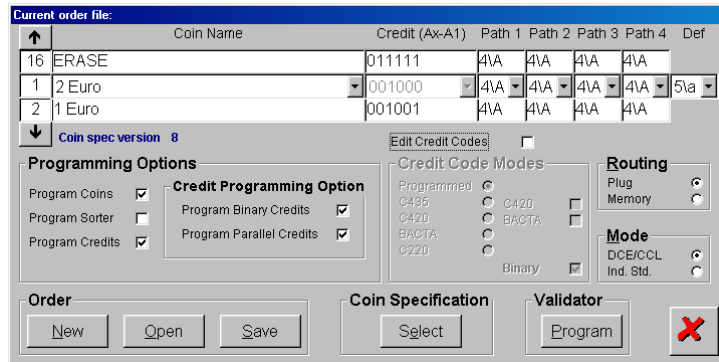 Current order file:
Coin Name Credit (Ax-A1) Path 1 Path 2 Path 3 Path 4 Def
16 ERASE 011111 4\A 4\A 4\A 4\A
1 2 Euro 001000 4\A 4\A 4\A 4\A 5\a
2 1 Euro 001001 4\A 4\A 4\A 4\A
Coin spec version 8
Edit Credit Codes
Programming Options
Program Coins
Program Sorter
Program Credits
Credit Programming Option
Program Binary Credits
Program Parallel Credits
Credit Code Modes
Programmed
C435
C420
BACTA
C220
C420
BACTA
Binary
Routing
Plug
Memory
Mode
DCE/CCL
Ind. Std.
Order
New Open Save
Coin Specification
Select
Validator
Program